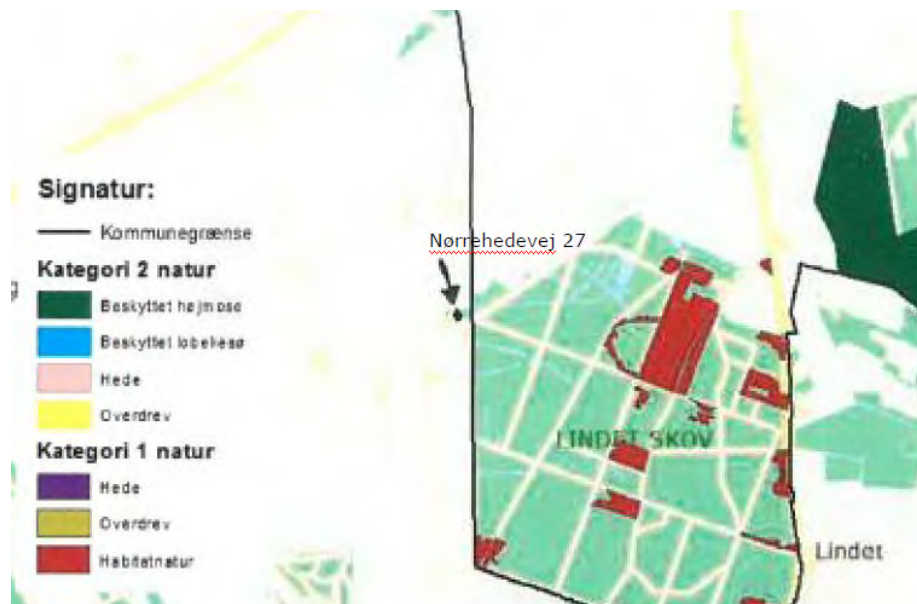 Signatur:
Kommunegrænse
Kategori 2 natur
Beskyttet højmose
Beskyttet lobeliesø
Hede
Overdrev
Kategori 1 natur
Hede
Overdrev
Habitatnatur
Nørrehedevej 27
LINDET SKOV
Lindet
g